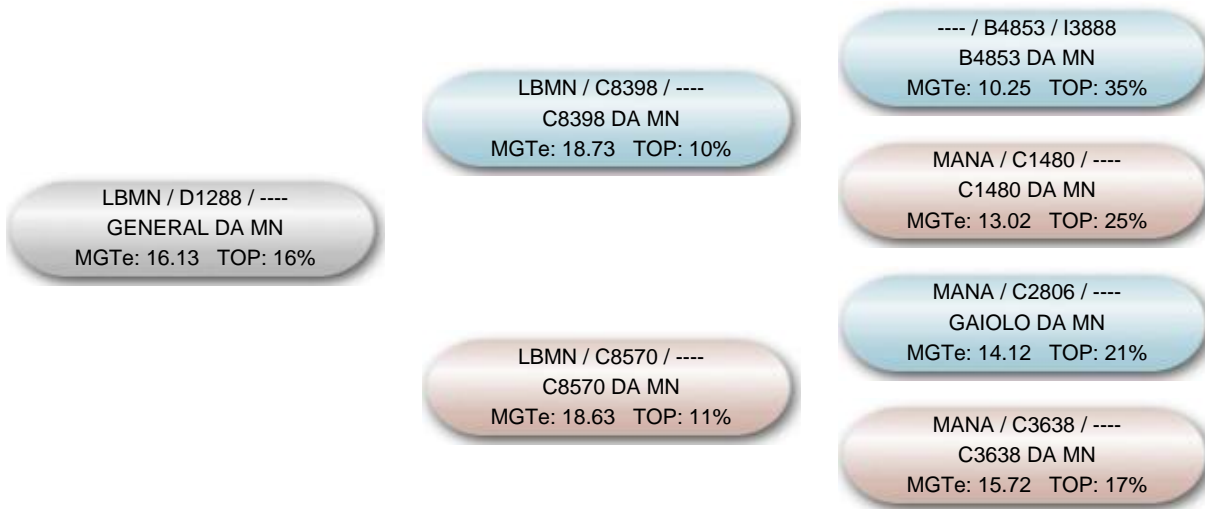 LBMN / D1288 / ----
GENERAL DA MN
MGTe: 16.13 TOP: 16%
LBMN / C8398 / ----
C8398 DA MN
MGTe: 18.73 TOP: 10%
LBMN / C8570 / ----
C8570 DA MN
MGTe: 18.63 TOP: 11%
---- / B4853 / I3888
B4853 DA MN
MGTe: 10.25 TOP: 35%
MANA / C1480 / ----
C1480 DA MN
MGTe: 13.02 TOP: 25%
MANA / C2806 / ----
GAIOLO DA MN
MGTe: 14.12 TOP: 21%
MANA / C3638 / ----
C3638 DA MN
MGTe: 15.72 TOP: 17%